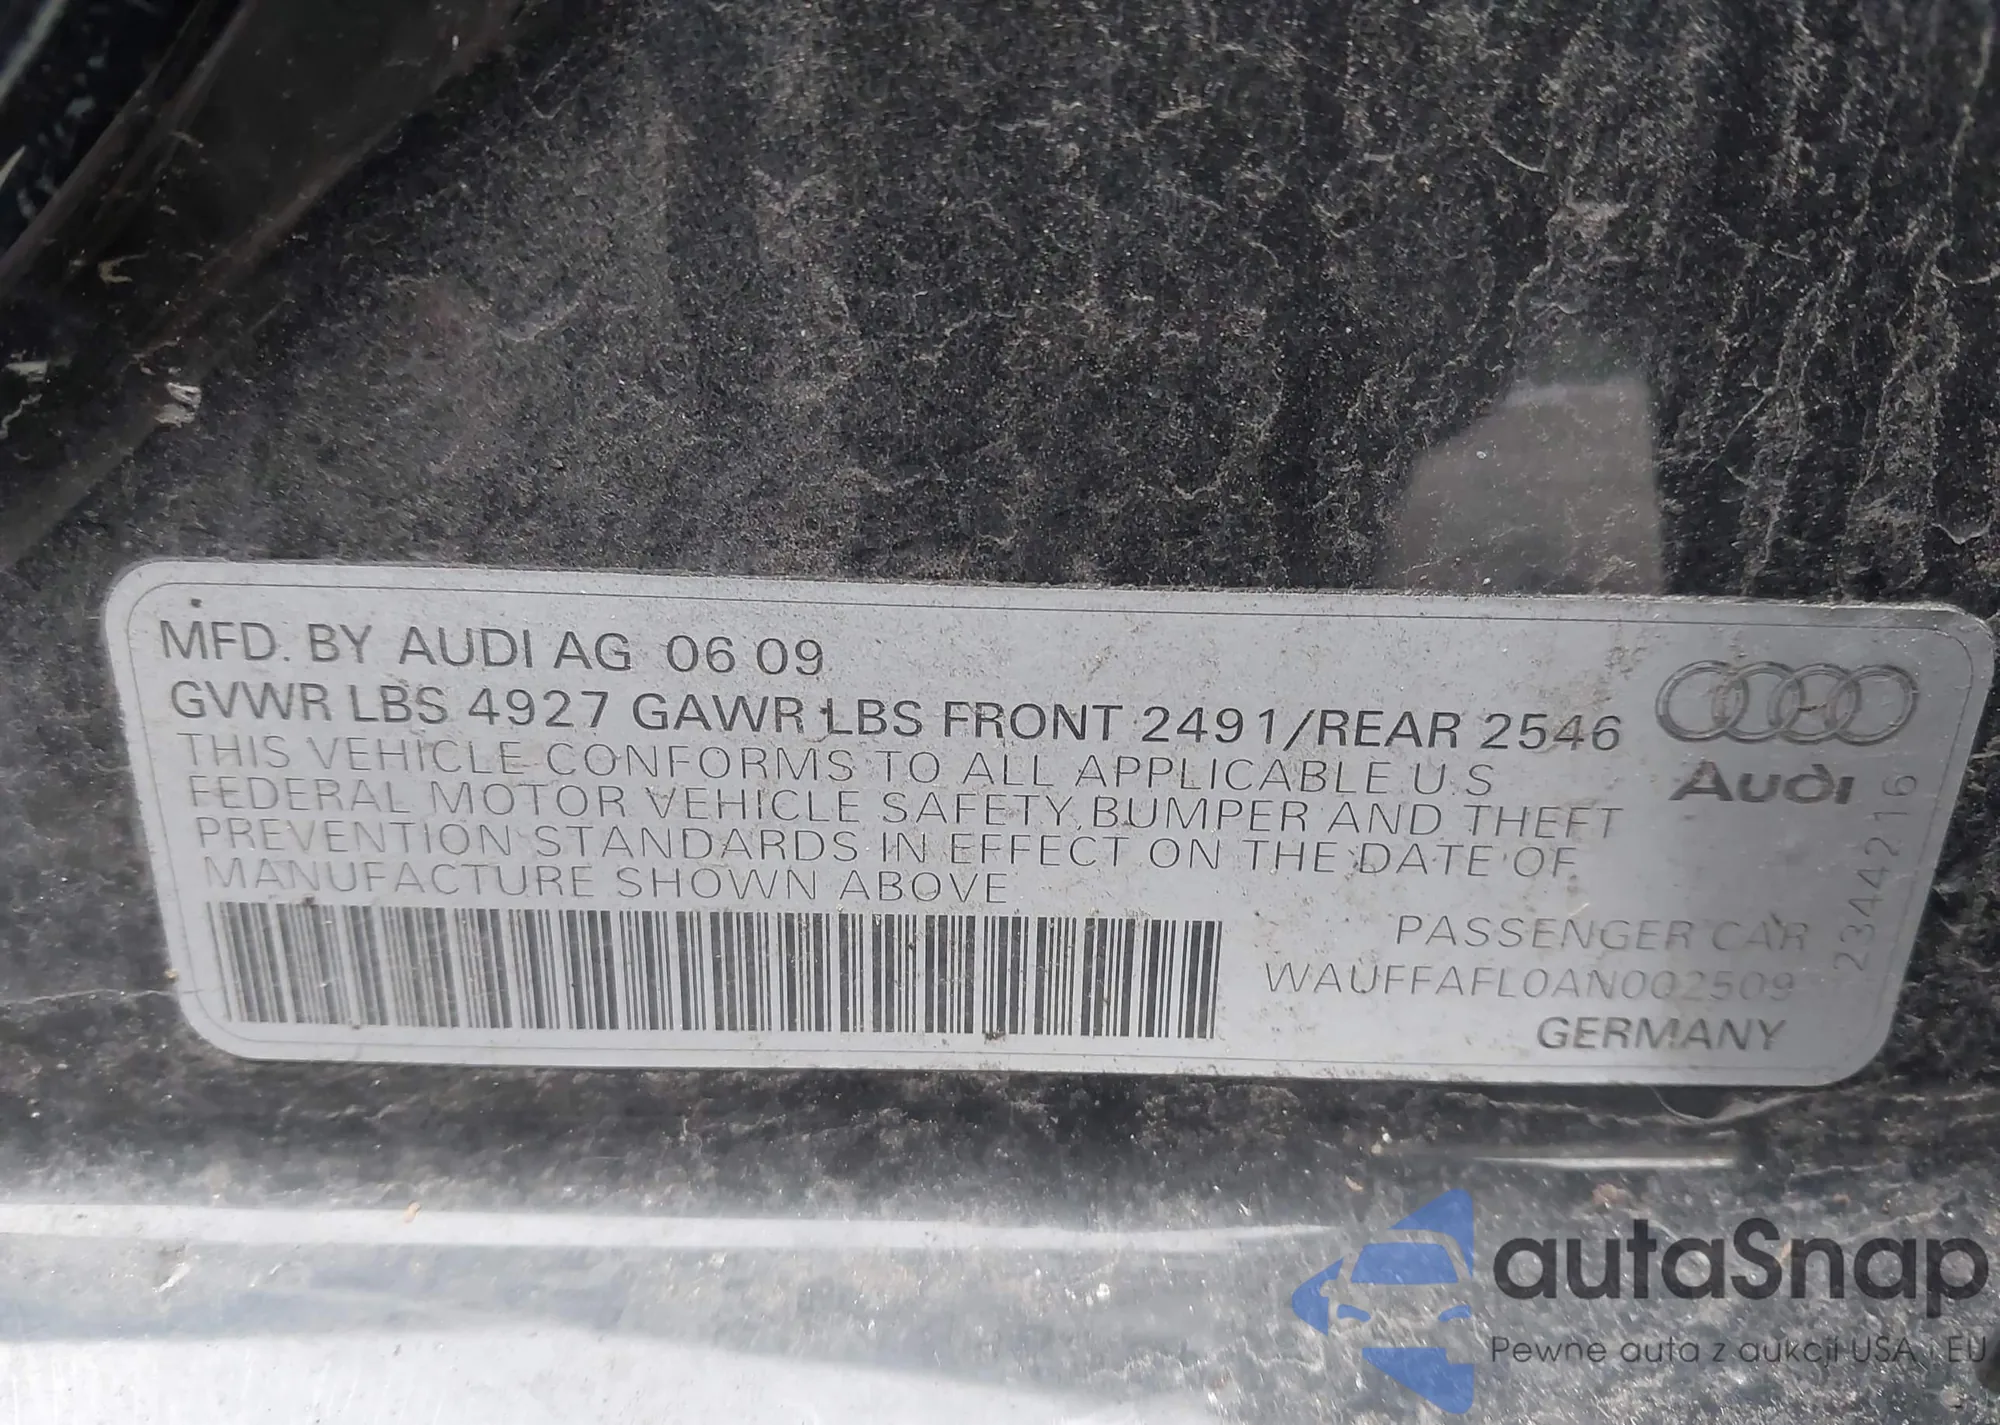 MFD. BY AUDI AG 06 09
GVWR LBS 4927 GAWR LBS FRONT 2491/REAR 2546
THIS VEHICLE CONFORMS TO ALL APPLICABLE U.S
FEDERAL MOTOR VEHICLE SAFETY, BUMPER AND THEFT
PREVENTION STANDARDS IN EFFECT ON THE DATE OF
MANUFACTURE SHOWN ABOVE
Audi
PASSENGER CAR
WAUFFAFL0AN002509
GERMANY
2344216
autaSnap
Pewne auta z aukcji USA i EU